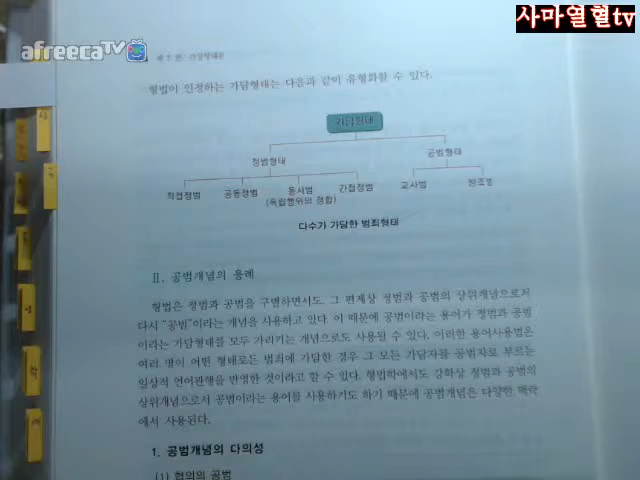 사마열혈tv
afreecaTV
제 7 편 가담형태론
형법이 인정하는 가담형태는 다음과 같이 유형화할 수 있다.
가담형태
정범형태 공범형태
직접정범 공동정범 동시범 간접정범 교사범 방조범
(독립행위의 경합)
다수가 가담한 범죄형태
Ⅱ. 공범개념의 용례
형법은 정범과 공범을 구별하면서도, 그 편제상 정범과 공범의 상위개념으로서
다시 “공범”이라는 개념을 사용하고 있다. 이 때문에 공범이라는 용어가 정범과 공범
이라는 가담형태를 모두 가리키는 개념으로도 사용될 수 있다. 이러한 용어사용법은
여러 명이 어떤 형태로든 범죄에 가담한 경우 그 모든 가담자를 공범자로 부르는
일상적 언어관행을 반영한 것이라고 할 수 있다. 형법학에서도 강학상 정범과 공범의
상위개념으로서 공범이라는 용어를 사용하기도 하기 때문에 공범개념은 다양한 맥락
에서 사용된다.
1. 공범개념의 다의성
(1) 협의의 공범